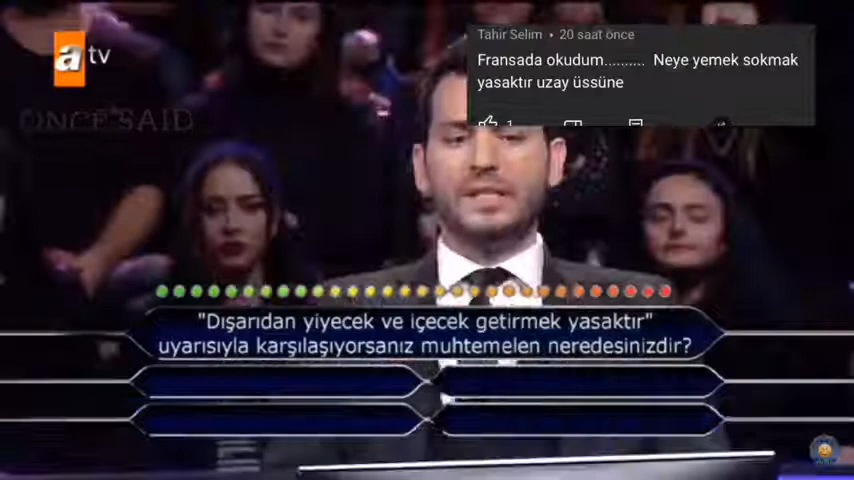 atv
Tahir Selim • 20 saat önce
Fransada okudum.......... Neye yemek sokmak
yasaktır uzay üssüne
1
ONCE SAID
"Dışarıdan yiyecek ve içecek getirmek yasaktır"
uyarısıyla karşılaşıyorsanız muhtemelen neredesinizdir?